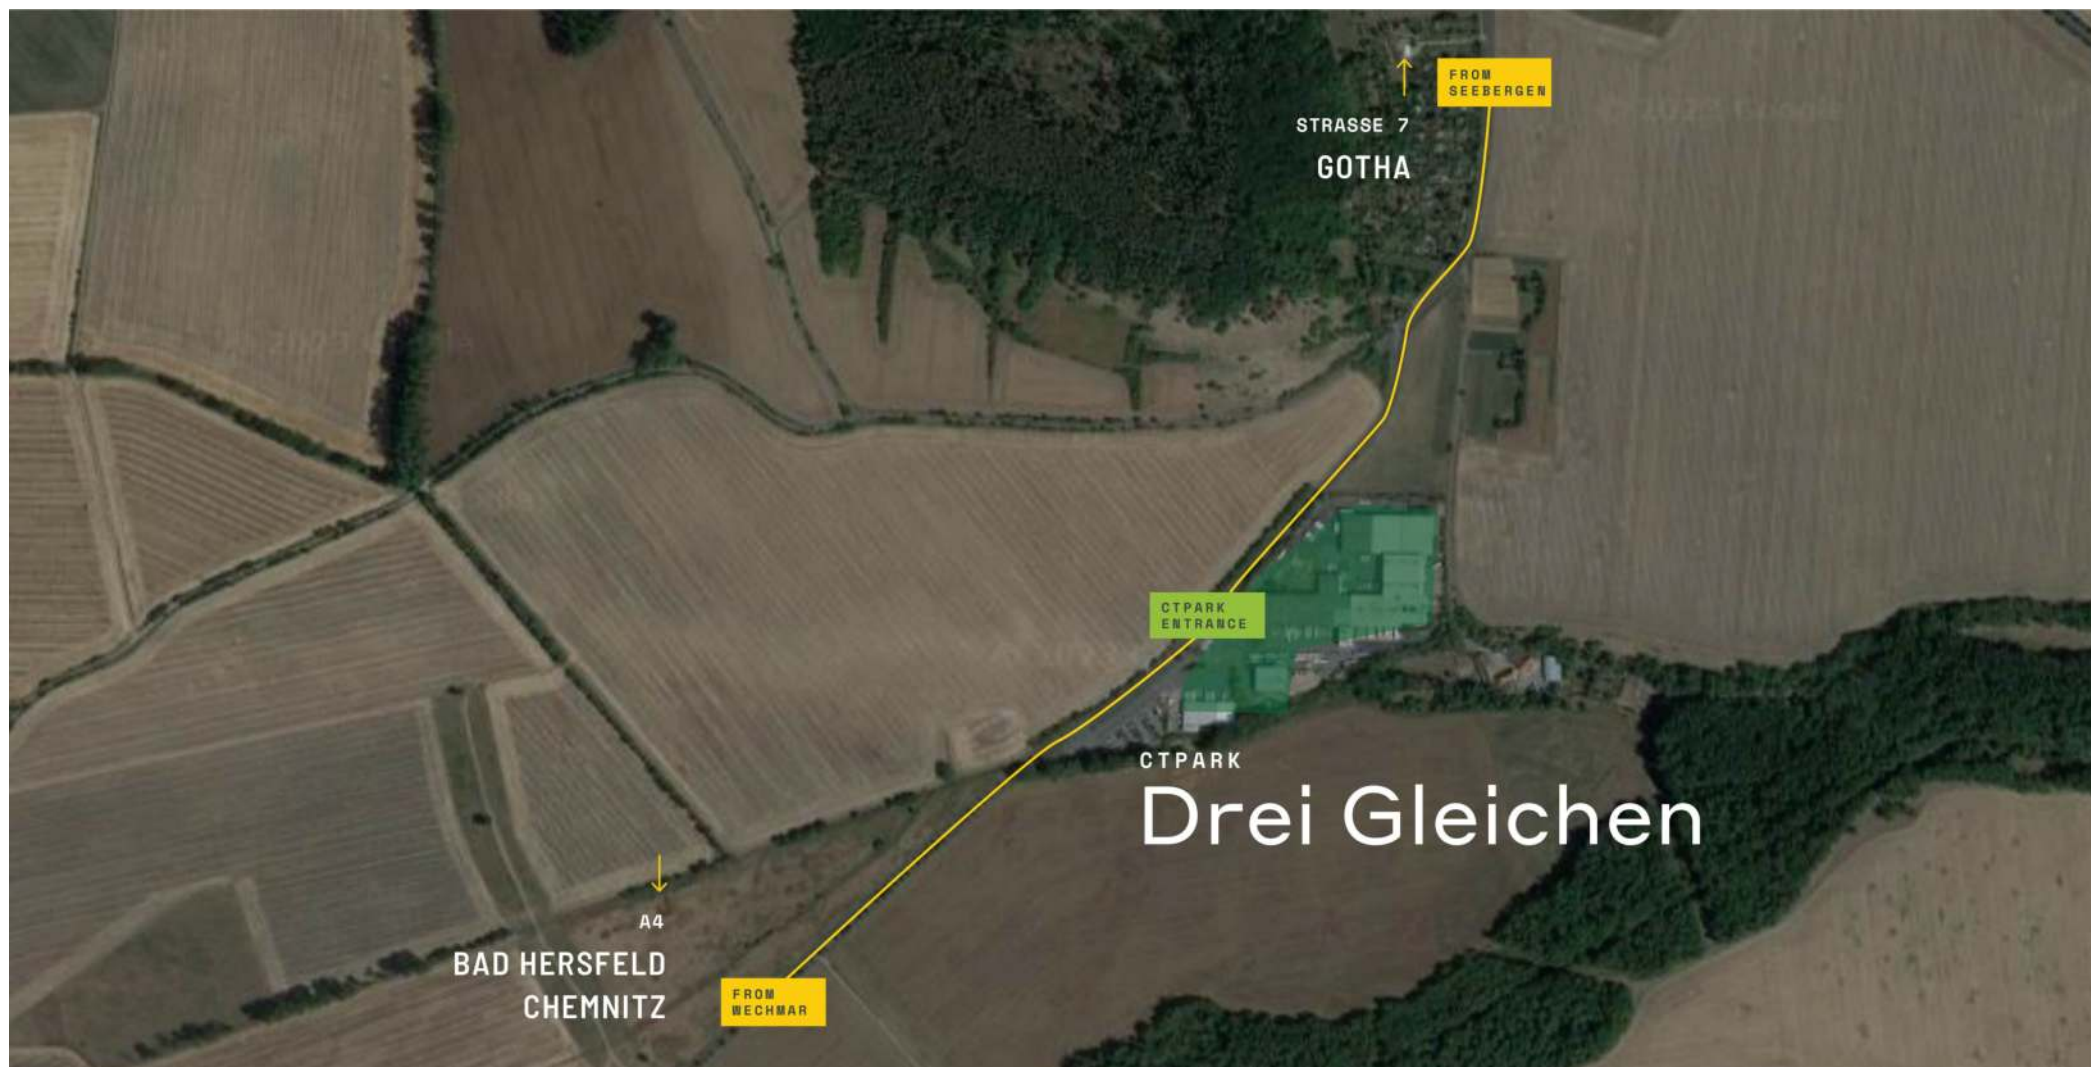 FROM
SEEBERGEN
STRASSE 7
GOTHA
CTPARK
ENTRANCE
CTPARK
Drei Gleichen
A4
BAD HERSFELD
CHEMNITZ
FROM
WECHMAR